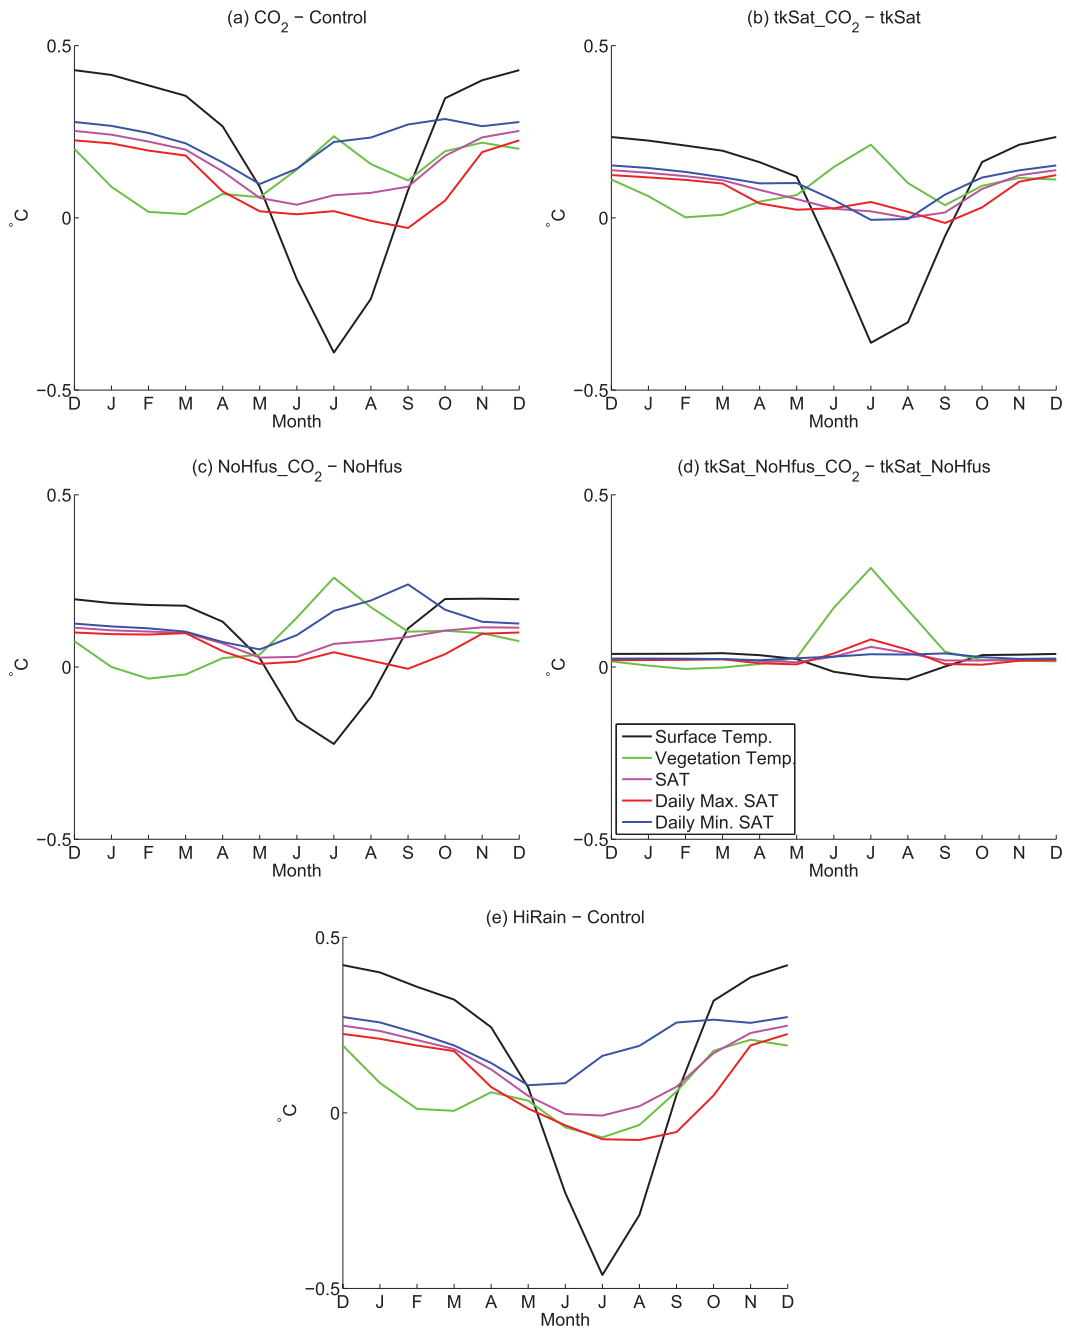 (a) CO2 − Control
0.5
0
−0.5
°C
D J F M A M J J A S O N D
Month
(b) tkSat_CO2 − tkSat
0.5
0
−0.5
°C
D J F M A M J J A S O N D
Month
(c) NoHfus_CO2 − NoHfus
0.5
0
−0.5
°C
D J F M A M J J A S O N D
Month
(d) tkSat_NoHfus_CO2 − tkSat_NoHfus
0.5
0
−0.5
°C
Surface Temp.
Vegetation Temp.
SAT
Daily Max. SAT
Daily Min. SAT
D J F M A M J J A S O N D
Month
(e) HiRain − Control
0.5
0
−0.5
°C
D J F M A M J J A S O N D
Month